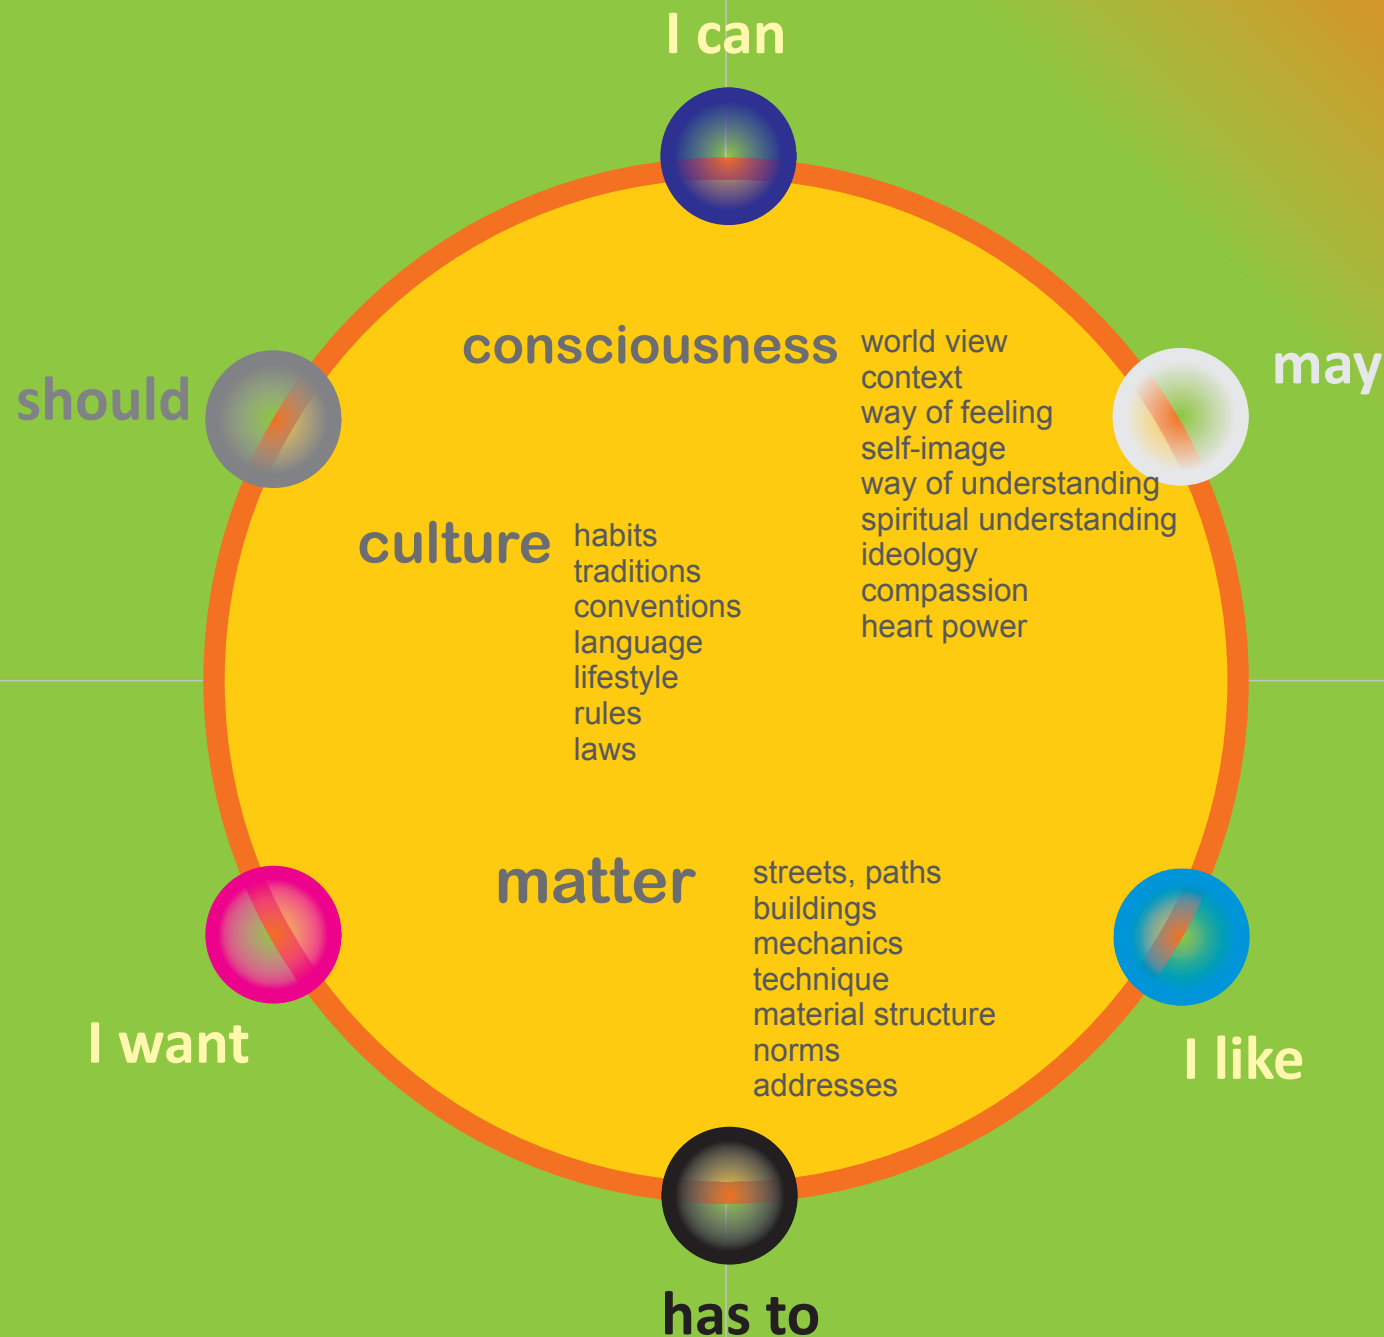 I can
should
may
consciousness
world view
context
way of feeling
self-image
way of understanding
spiritual understanding
ideology
compassion
heart power
culture
habits
traditions
conventions
language
lifestyle
rules
laws
matter
streets, paths
buildings
mechanics
technique
material structure
norms
addresses
I want
I like
has to